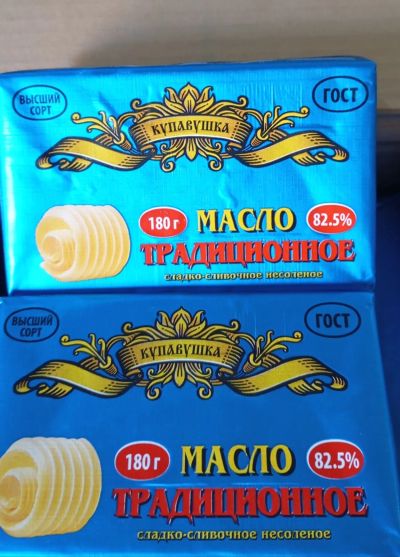 ВЫСШИЙ
СОРТ
ГОСТ
КУПАВУШКА
180 г МАСЛО 82.5%
ТРАДИЦИОННОЕ
СЛАДКО-СЛИВОЧНОЕ НЕСОЛЕНОЕ
ВЫСШИЙ
СОРТ
ГОСТ
КУПАВУШКА
180 г МАСЛО 82.5%
ТРАДИЦИОННОЕ
СЛАДКО-СЛИВОЧНОЕ НЕСОЛЕНОЕ